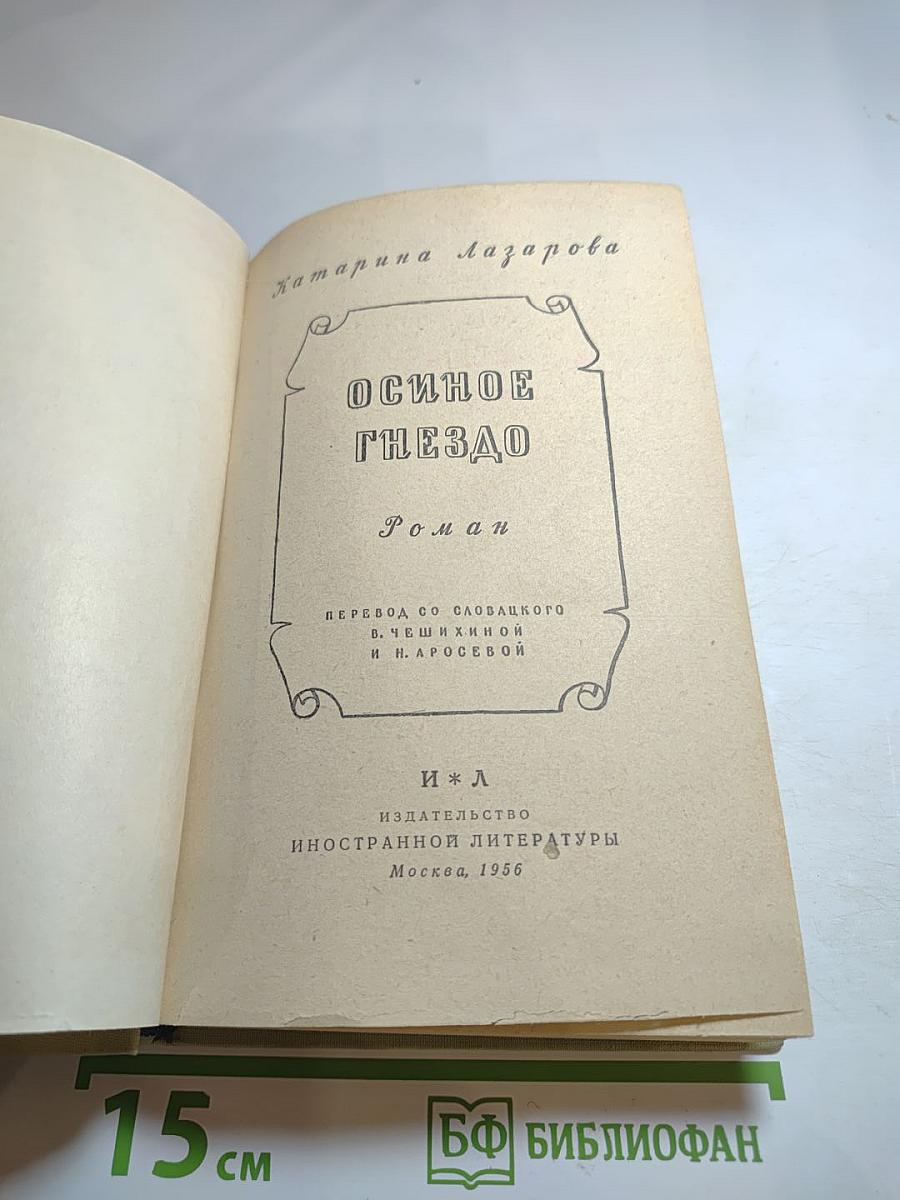 Катарина Лазарова
ОСИНОЕ
ГНЕЗДО
Роман
ПЕРЕВОД СО СЛОВАЦКОГО
В. ЧЕШИХИНОЙ
И Н. АРОСЕВОЙ
И * Л
ИЗДАТЕЛЬСТВО
ИНОСТРАННОЙ ЛИТЕРАТУРЫ
Москва, 1956
15 см
БФ БИБЛИОФАН